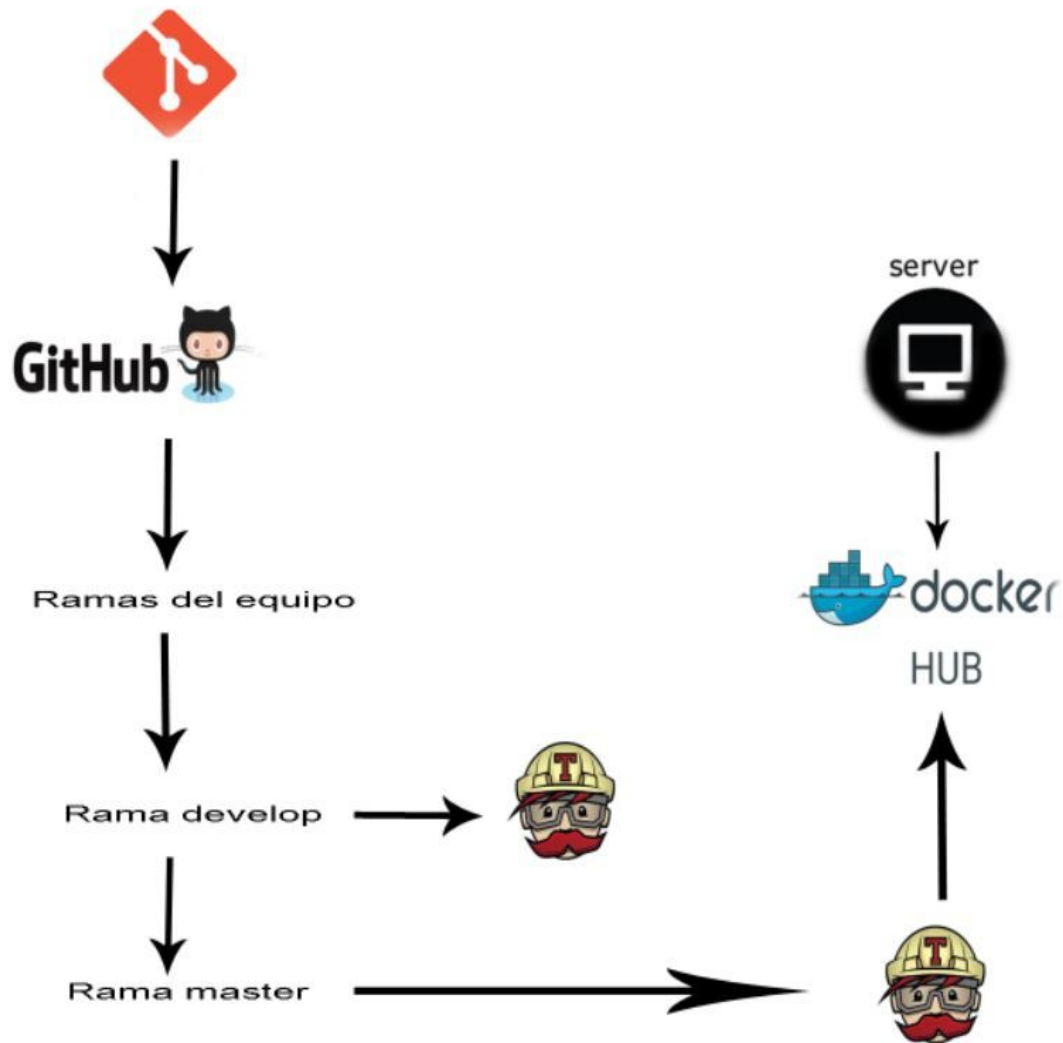 GitHub
server
Ramas del equipo
docker
HUB
Rama develop
T
Rama master
T